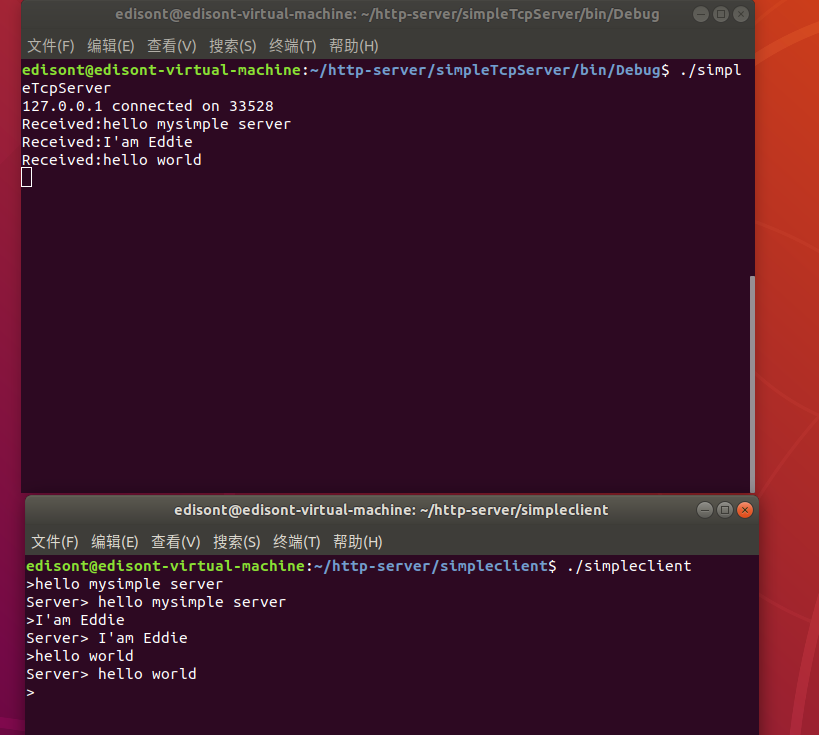 edisont@edisont-virtual-machine: ~/http-server/simpleTcpServer/bin/Debug
文件(F) 编辑(E) 查看(V) 搜索(S) 终端(T) 帮助(H)
edisont@edisont-virtual-machine:~/http-server/simpleTcpServer/bin/Debug$ ./simpl
eTcpServer
127.0.0.1 connected on 33528
Received:hello mysimple server
Received:I'am Eddie
Received:hello world
edisont@edisont-virtual-machine: ~/http-server/simpleclient
文件(F) 编辑(E) 查看(V) 搜索(S) 终端(T) 帮助(H)
edisont@edisont-virtual-machine:~/http-server/simpleclient$ ./simpleclient
>hello mysimple server
Server> hello mysimple server
>I'am Eddie
Server> I'am Eddie
>hello world
Server> hello world
>